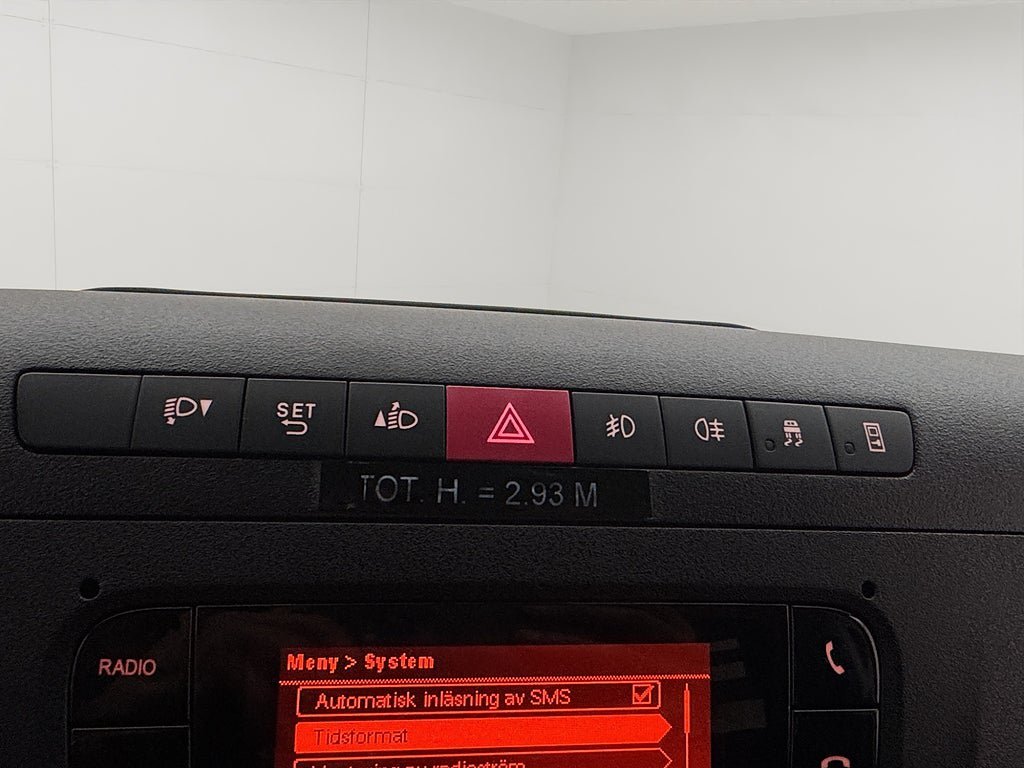 SET
TOT. H. = 2.93 M
RADIO
Meny > System
Automatisk inläsning av SMS
Tidsformat